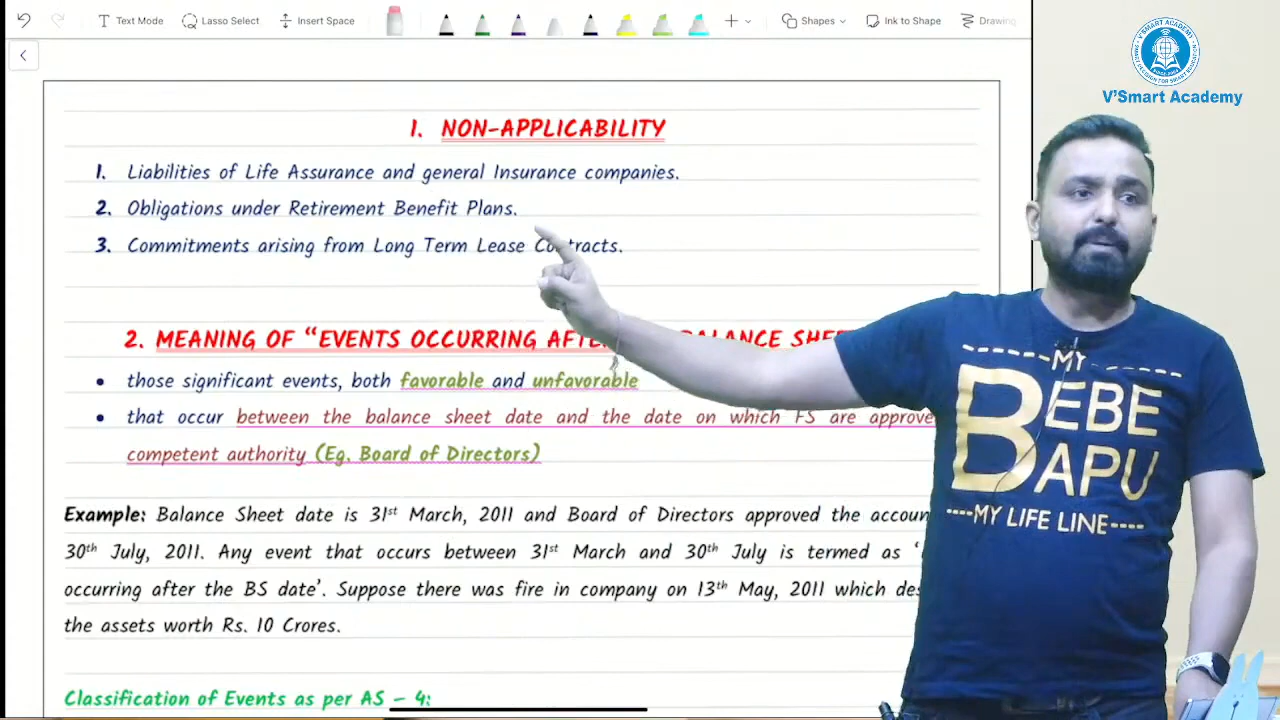 Text Mode Lasso Select Insert Space Shapes Ink to Shape Drawing
V'SMART ACADEMY
V'Smart Academy
1. NON-APPLICABILITY
1. Liabilities of Life Assurance and general Insurance companies.
2. Obligations under Retirement Benefit Plans.
3. Commitments arising from Long Term Lease Contracts.
2. MEANING OF "EVENTS OCCURRING BALANCE
those significant events, both favorable and unfavorable
that occur between the balance sheet date and the date on which FS are
competent authority (Eg. Board of Directors)
Example: Balance Sheet date is 31st March, 2011 and Board of Directors approved the
30th July, 2011. Any event that occurs between 31st March and 30th July is termed as
occurring after the BS date'. Suppose there was fire in company on 13th May, 2011 which
the assets worth Rs. 10 Crores.
Classification of Events as per AS – 4:
MY
BEBE
BAPU
MY LIFE LINE